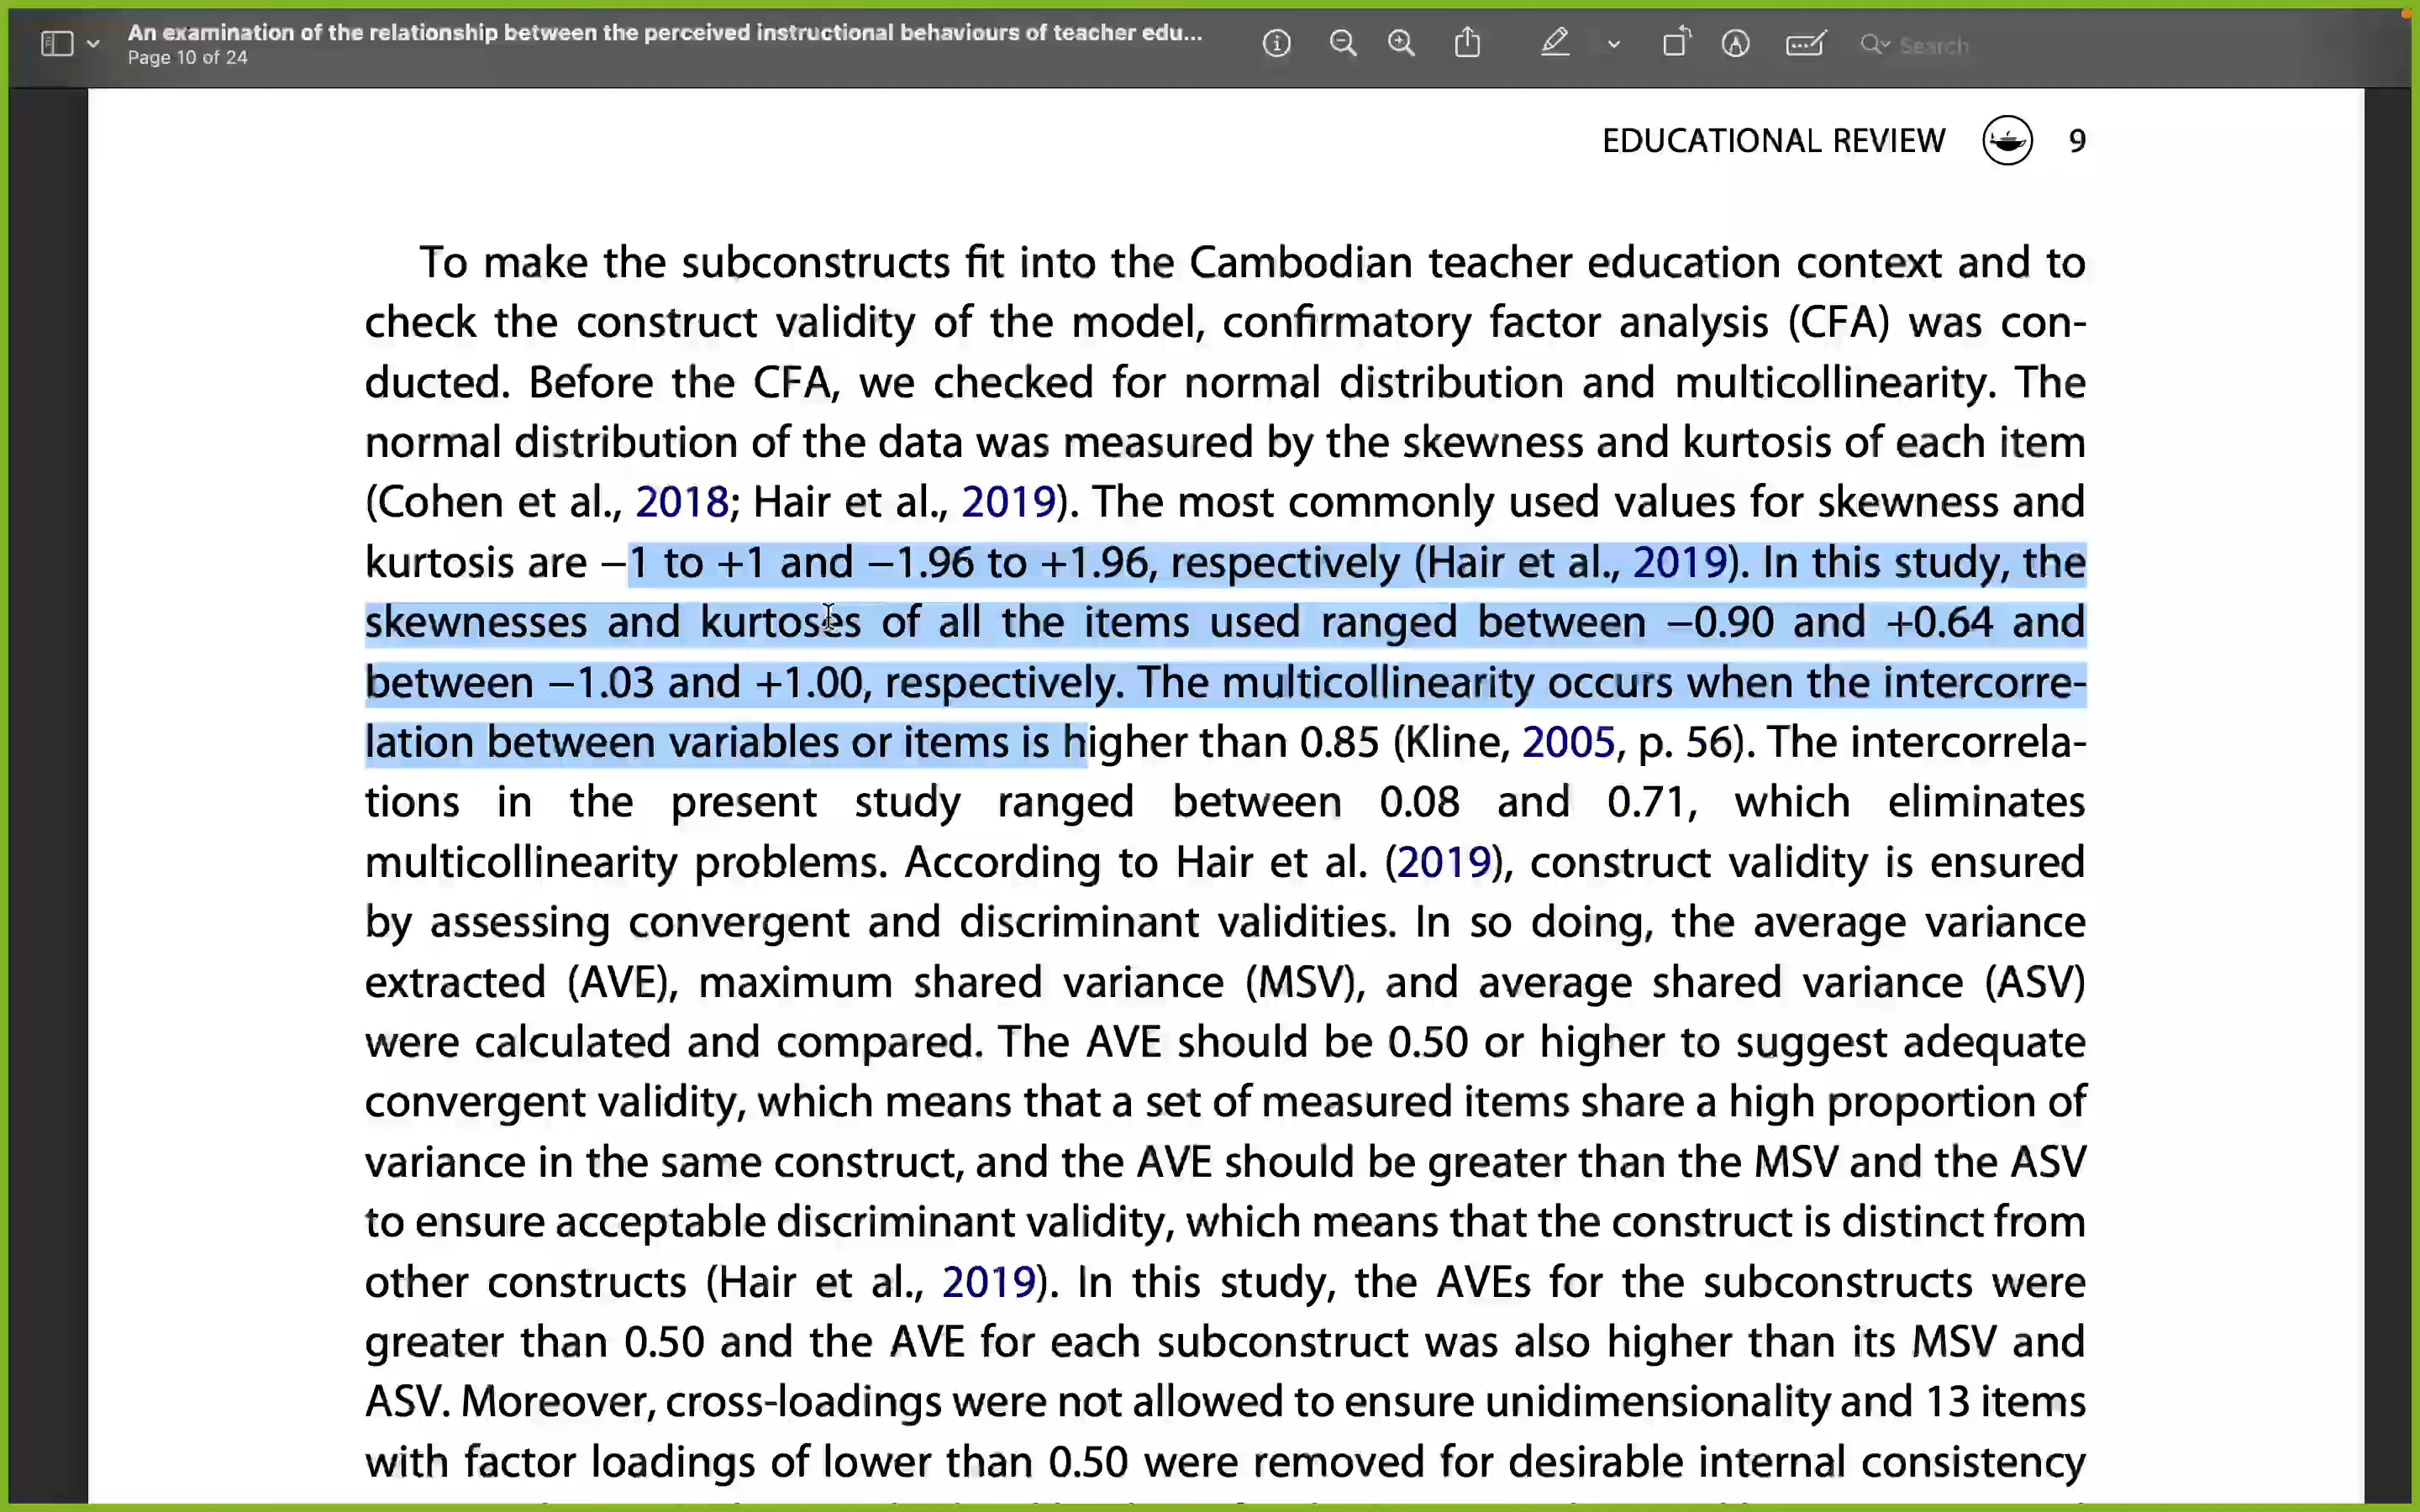 An examination of the relationship between the perceived instructional behaviours of teacher edu...
Page 10 of 24
Search
EDUCATIONAL REVIEW 9
To make the subconstructs fit into the Cambodian teacher education context and to
check the construct validity of the model, confirmatory factor analysis (CFA) was con-
ducted. Before the CFA, we checked for normal distribution and multicollinearity. The
normal distribution of the data was measured by the skewness and kurtosis of each item
(Cohen et al., 2018; Hair et al., 2019). The most commonly used values for skewness and
kurtosis are −1 to +1 and −1.96 to +1.96, respectively (Hair et al., 2019). In this study, the
skewnesses and kurtoses of all the items used ranged between −0.90 and +0.64 and
between −1.03 and +1.00, respectively. The multicollinearity occurs when the intercorre-
lation between variables or items is higher than 0.85 (Kline, 2005, p. 56). The intercorrela-
tions in the present study ranged between 0.08 and 0.71, which eliminates
multicollinearity problems. According to Hair et al. (2019), construct validity is ensured
by assessing convergent and discriminant validities. In so doing, the average variance
extracted (AVE), maximum shared variance (MSV), and average shared variance (ASV)
were calculated and compared. The AVE should be 0.50 or higher to suggest adequate
convergent validity, which means that a set of measured items share a high proportion of
variance in the same construct, and the AVE should be greater than the MSV and the ASV
to ensure acceptable discriminant validity, which means that the construct is distinct from
other constructs (Hair et al., 2019). In this study, the AVEs for the subconstructs were
greater than 0.50 and the AVE for each subconstruct was also higher than its MSV and
ASV. Moreover, cross-loadings were not allowed to ensure unidimensionality and 13 items
with factor loadings of lower than 0.50 were removed for desirable internal consistency